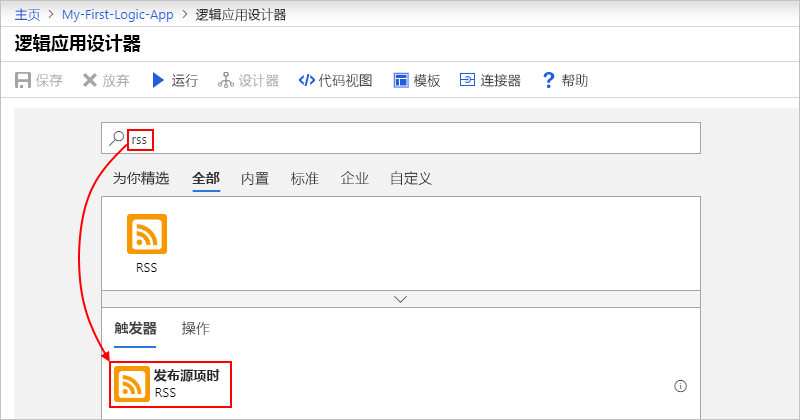 主页 > My-First-Logic-App > 逻辑应用设计器
逻辑应用设计器
保存 放弃 运行 设计器 代码视图 模板 连接器 ? 帮助
rss
为你精选 全部 内置 标准 企业 自定义
RSS
触发器 操作
发布源项时
RSS